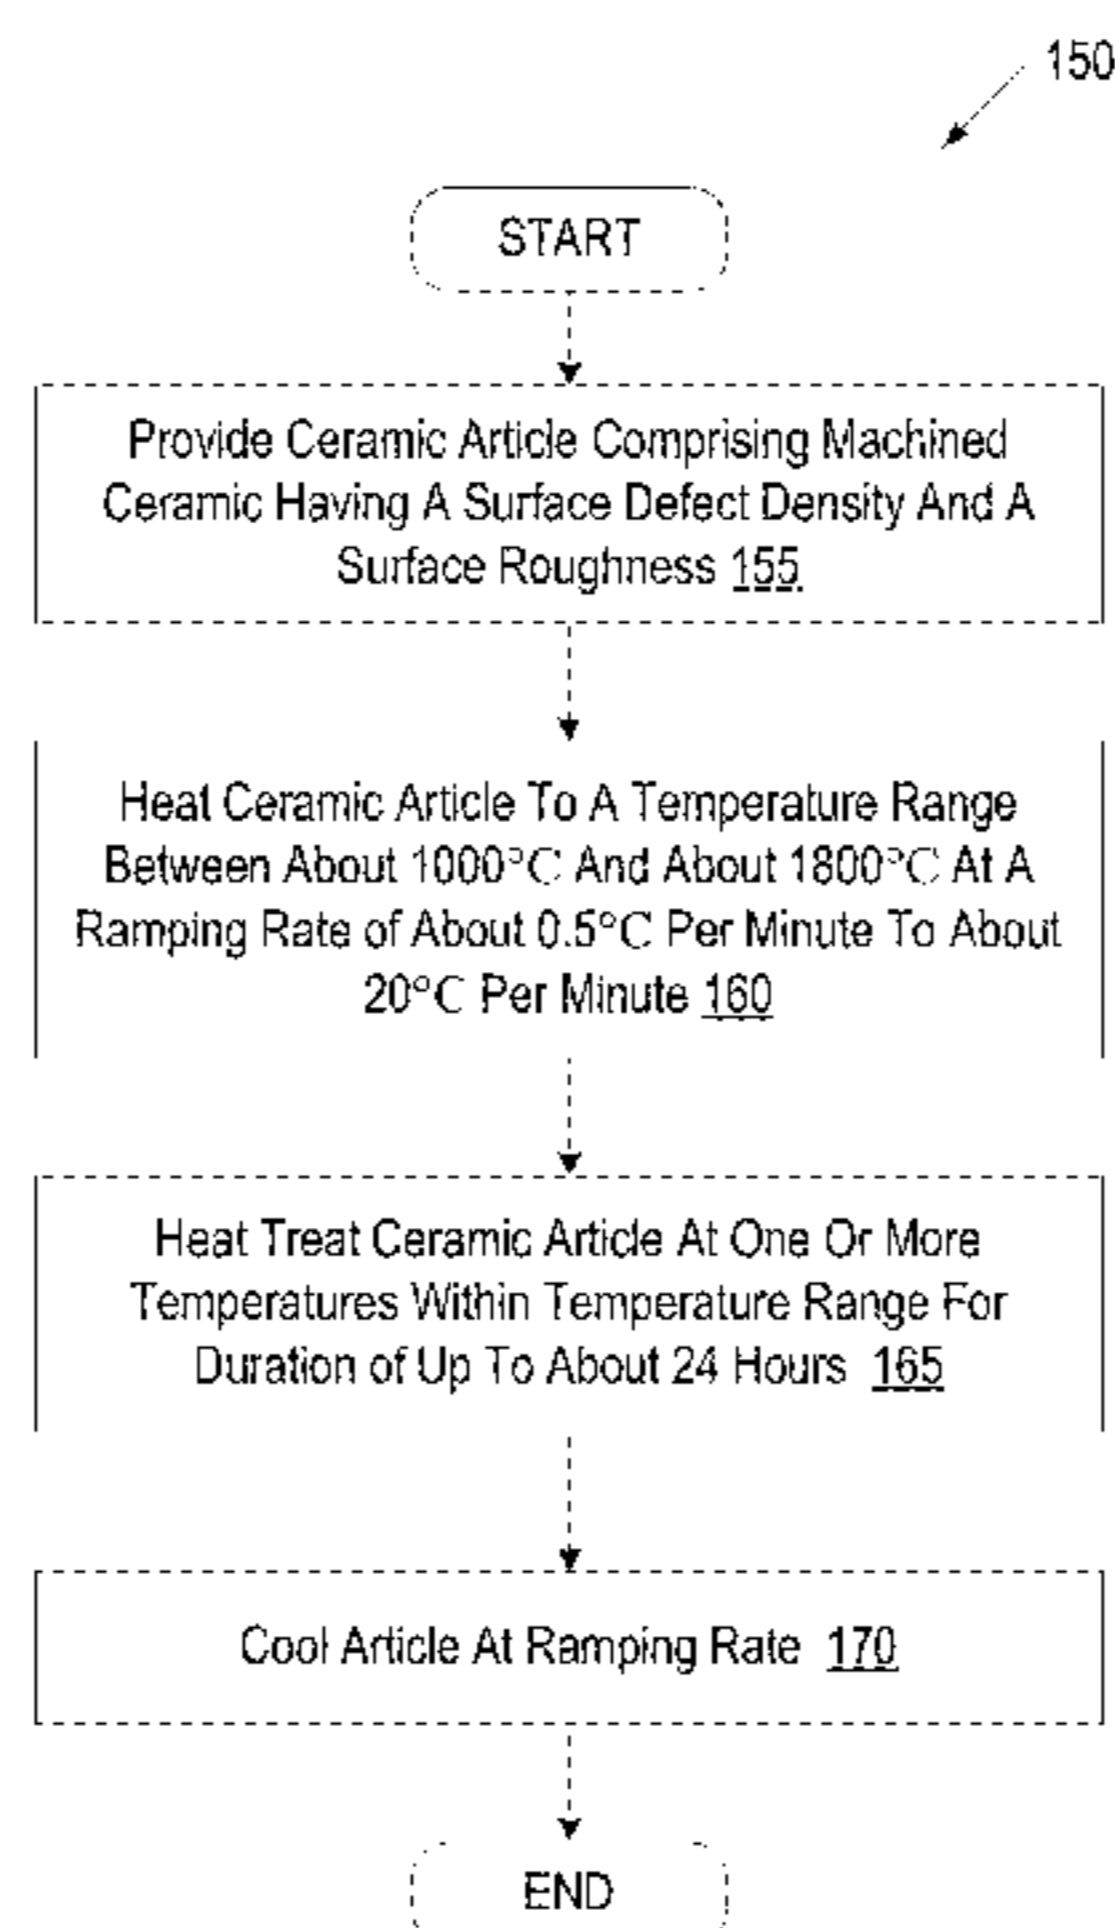 150
START
Provide Ceramic Article Comprising Machined
Ceramic Having A Surface Defect Density And A
Surface Roughness 155
Heat Ceramic Article To A Temperature Range
Between About 1000°C And About 1800°C At A
Ramping Rate of About 0.5°C Per Minute To About
20°C Per Minute 160
Heat Treat Ceramic Article At One Or More
Temperatures Within Temperature Range For
Duration of Up To About 24 Hours 165
Cool Article At Ramping Rate 170
END